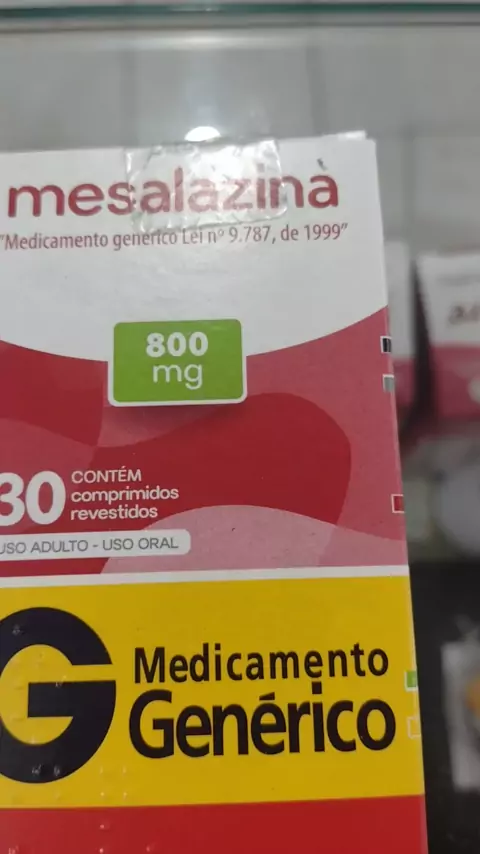 mesalazina
"Medicamento genérico Lei nº 9.787, de 1999"
800
mg
30 CONTÉM
comprimidos
revestidos
USO ADULTO - USO ORAL
G
Medicamento
Genérico